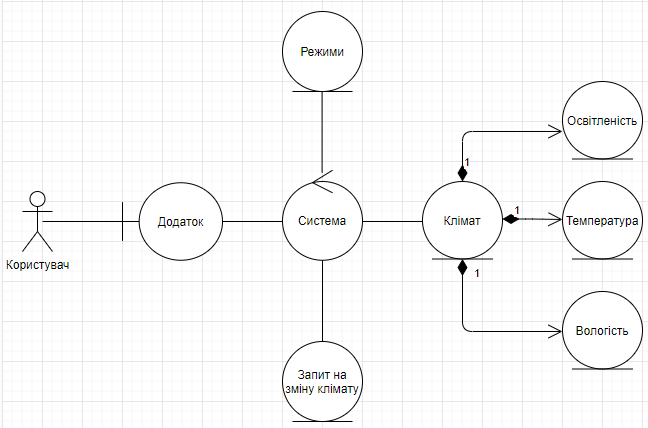 Режими
Освітленість
1
Користувач
Додаток
Система
Клімат
1
Температура
1
Вологість
Запит на
зміну клімату